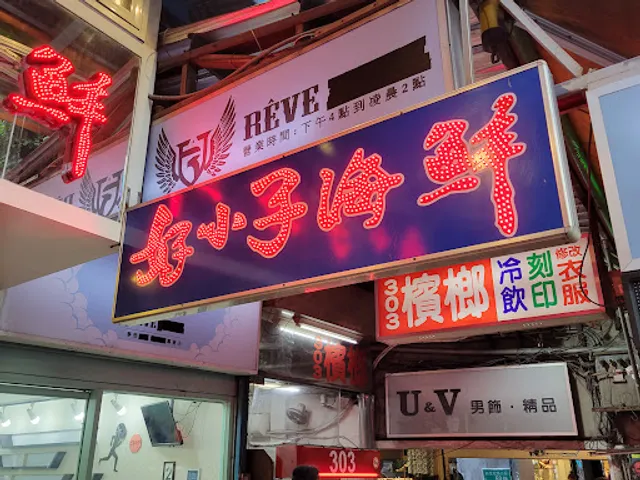 鮮
RÊVE
營業時間：下午4點到凌晨2點
好小子海鮮
303
檳榔
冷飲
刻印
修改
衣服
303
U & V 男飾・精品
303